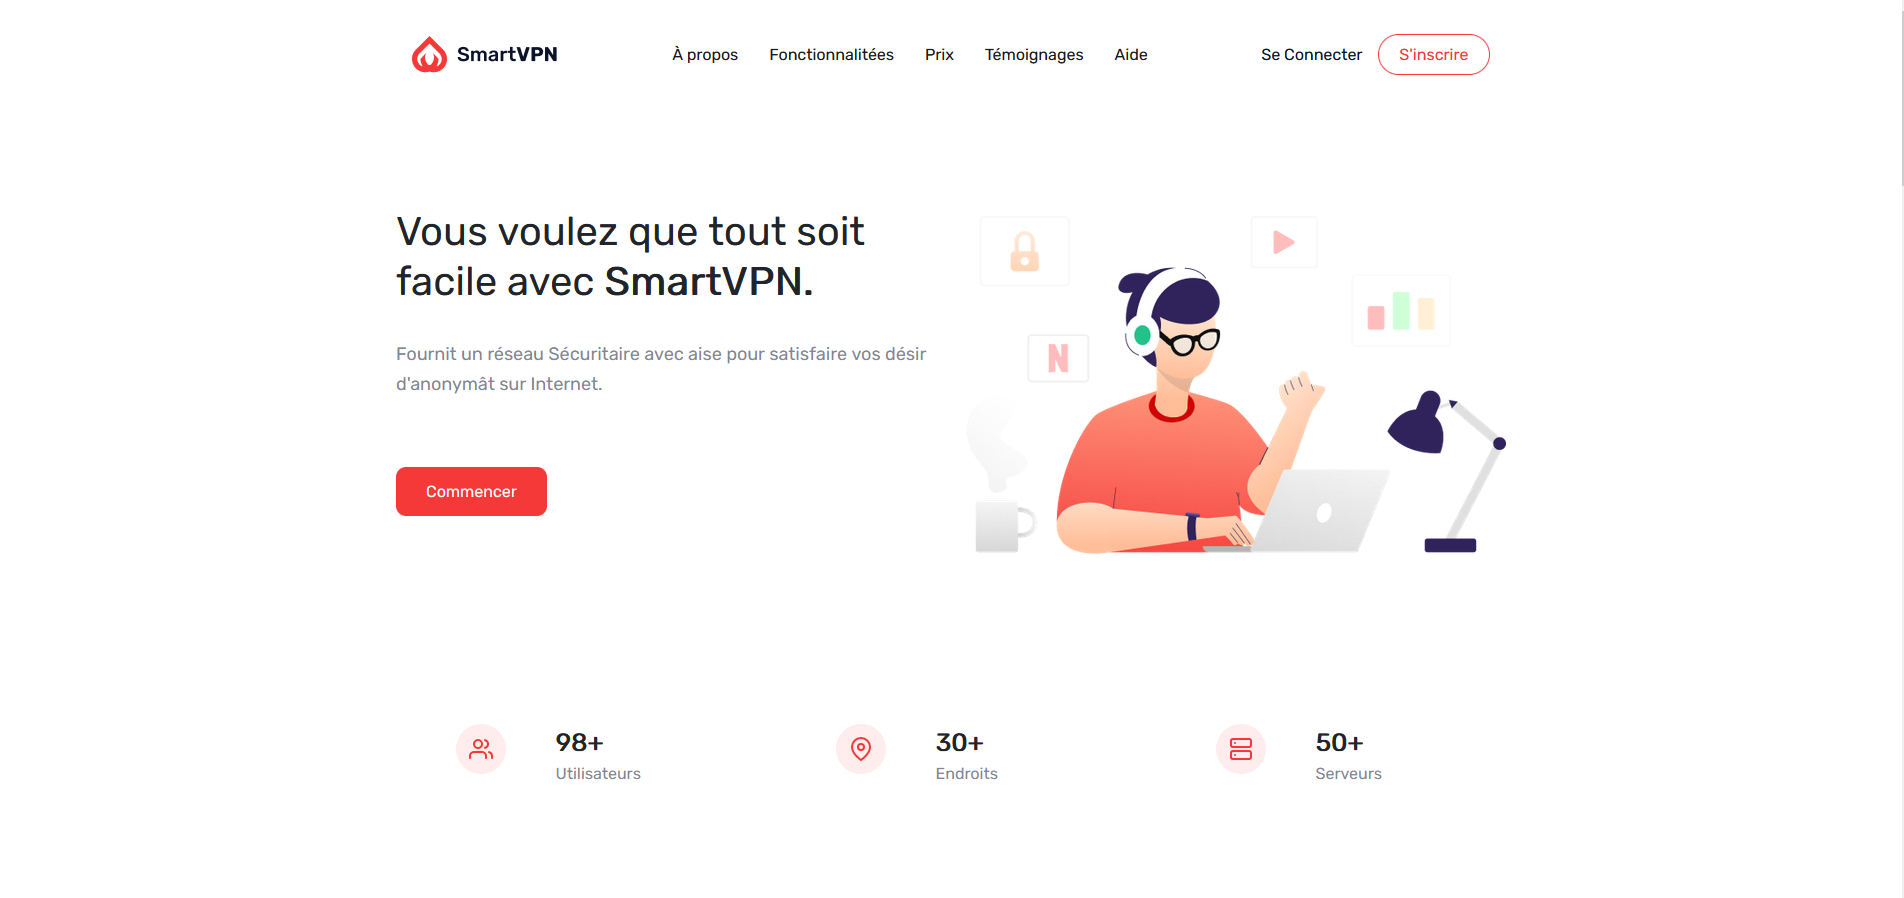 SmartVPN
À propos
Fonctionnalitées
Prix
Témoignages
Aide
Se Connecter
S'inscrire
Vous voulez que tout soit
facile avec SmartVPN.
Fournit un réseau Sécuritaire avec aise pour satisfaire vos désir
d'anonymât sur Internet.
Commencer
N
98+
Utilisateurs
30+
Endroits
50+
Serveurs